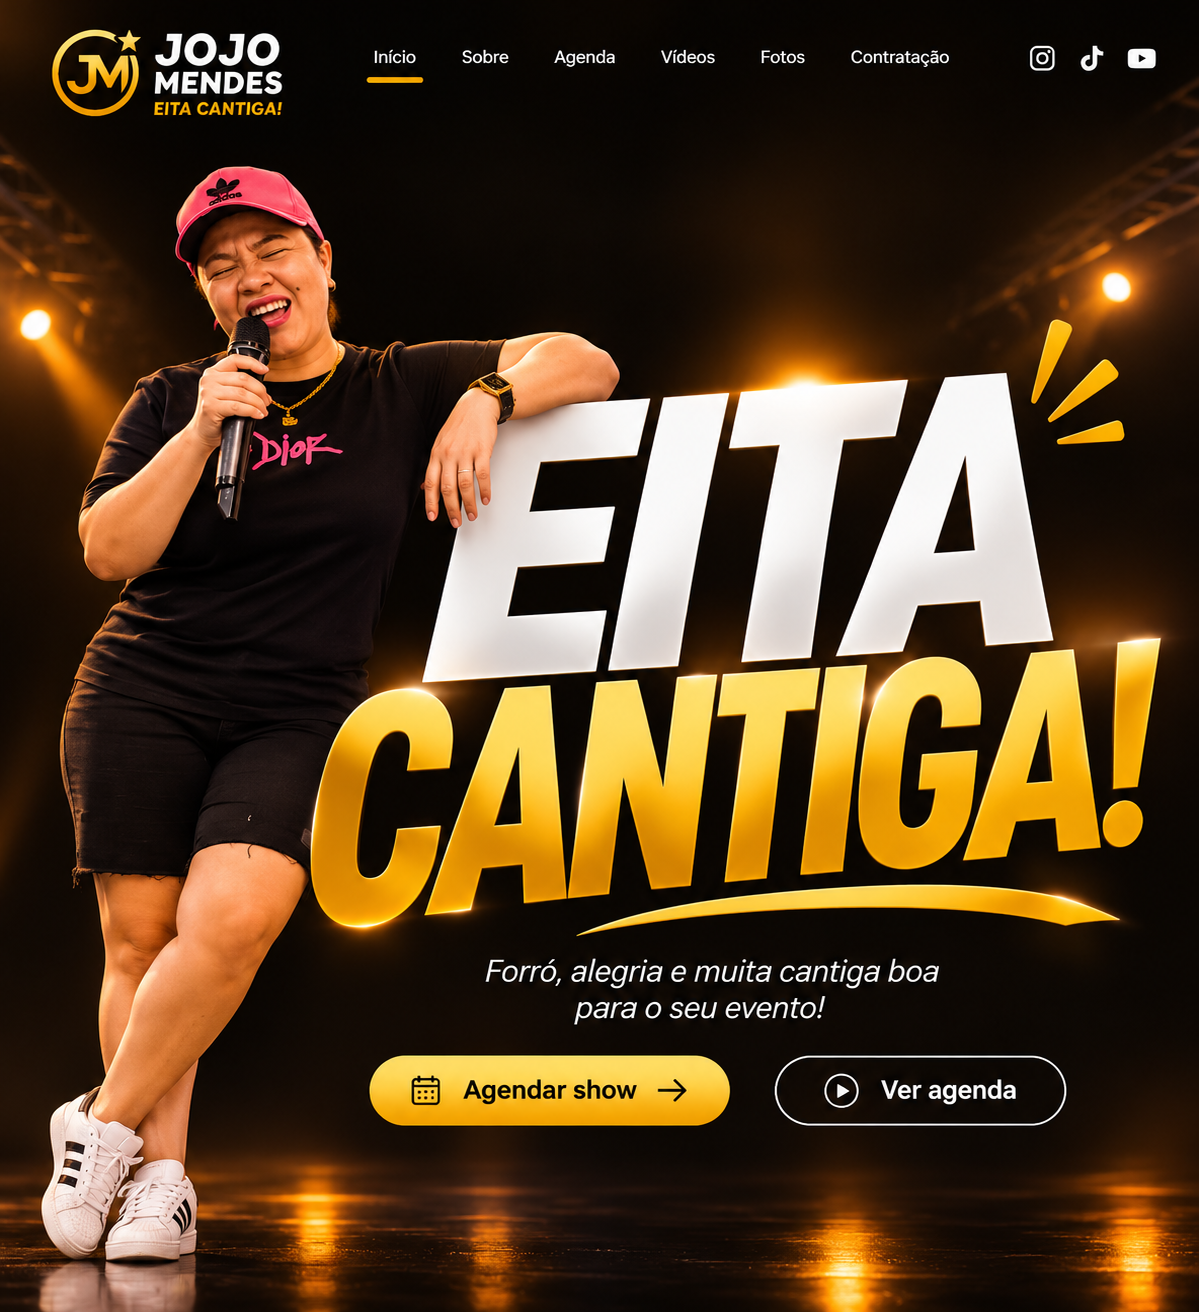 JM
JOJO
MENDES
EITA CANTIGA!
Início Sobre Agenda Vídeos Fotos Contratação
adidas
Dior
EITA
CANTIGA!
Forró, alegria e muita cantiga boa
para o seu evento!
Agendar show
Ver agenda